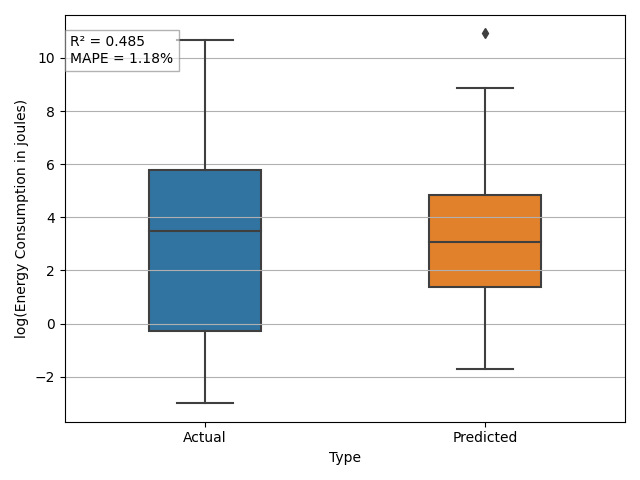 R² = 0.485
MAPE = 1.18%
log(Energy Consumption in joules)
10
8
6
4
2
0
−2
Actual
Predicted
Type